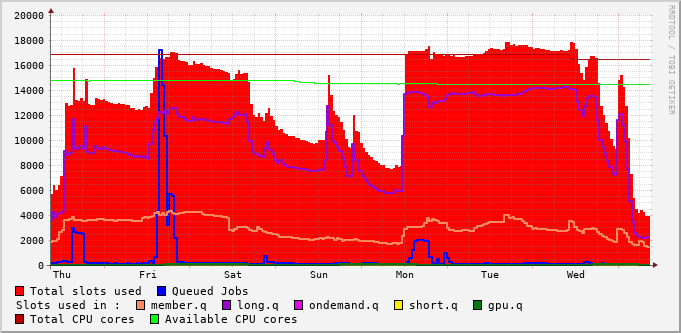 20000
18000
16000
14000
12000
10000
8000
6000
4000
2000
0
Thu Fri Sat Sun Mon Tue Wed
RRDTOOL / TOBI OETIKER
Total slots used Queued Jobs
Slots used in : member.q long.q ondemand.q short.q gpu.q
Total CPU cores
Available CPU cores